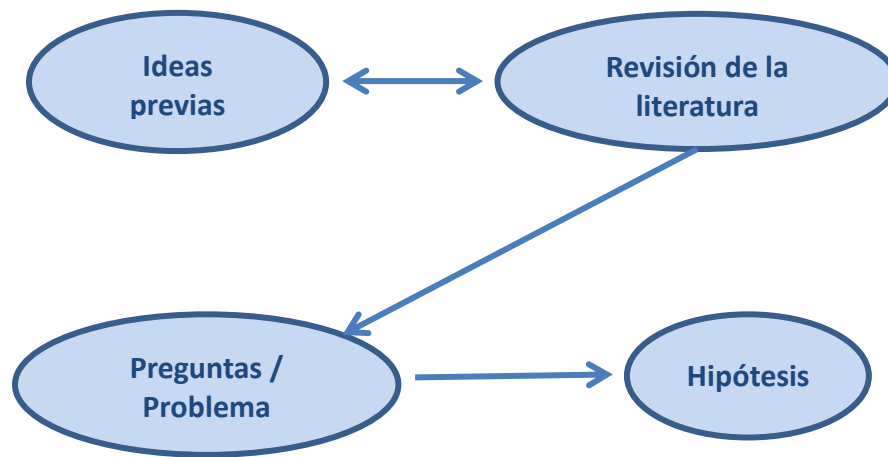 Ideas
previas
Revisión de la
literatura
Preguntas /
Problema
Hipótesis